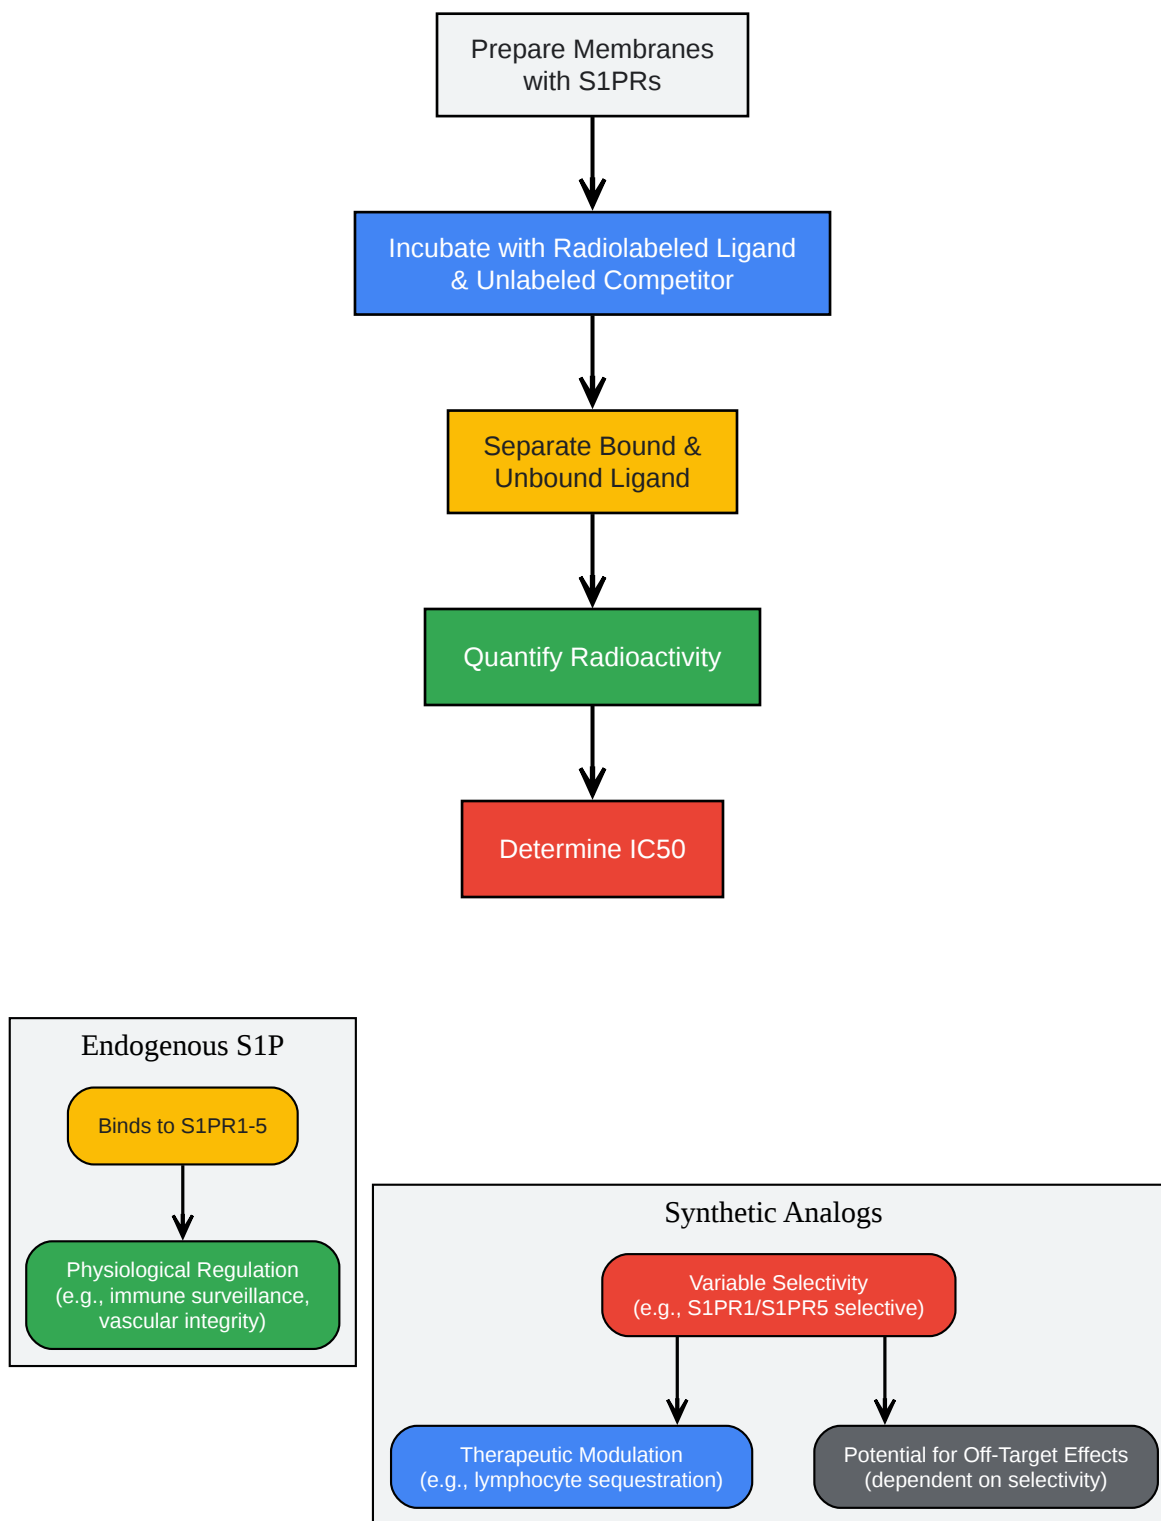 Prepare Membranes
with S1PRs
Incubate with Radiolabeled Ligand
& Unlabeled Competitor
Separate Bound &
Unbound Ligand
Quantify Radioactivity
Determine IC50
Endogenous S1P
Binds to S1PR1-5
Physiological Regulation
(e.g., immune surveillance,
vascular integrity)
Synthetic Analogs
Variable Selectivity
(e.g., S1PR1/S1PR5 selective)
Therapeutic Modulation
(e.g., lymphocyte sequestration)
Potential for Off-Target Effects
(dependent on selectivity)